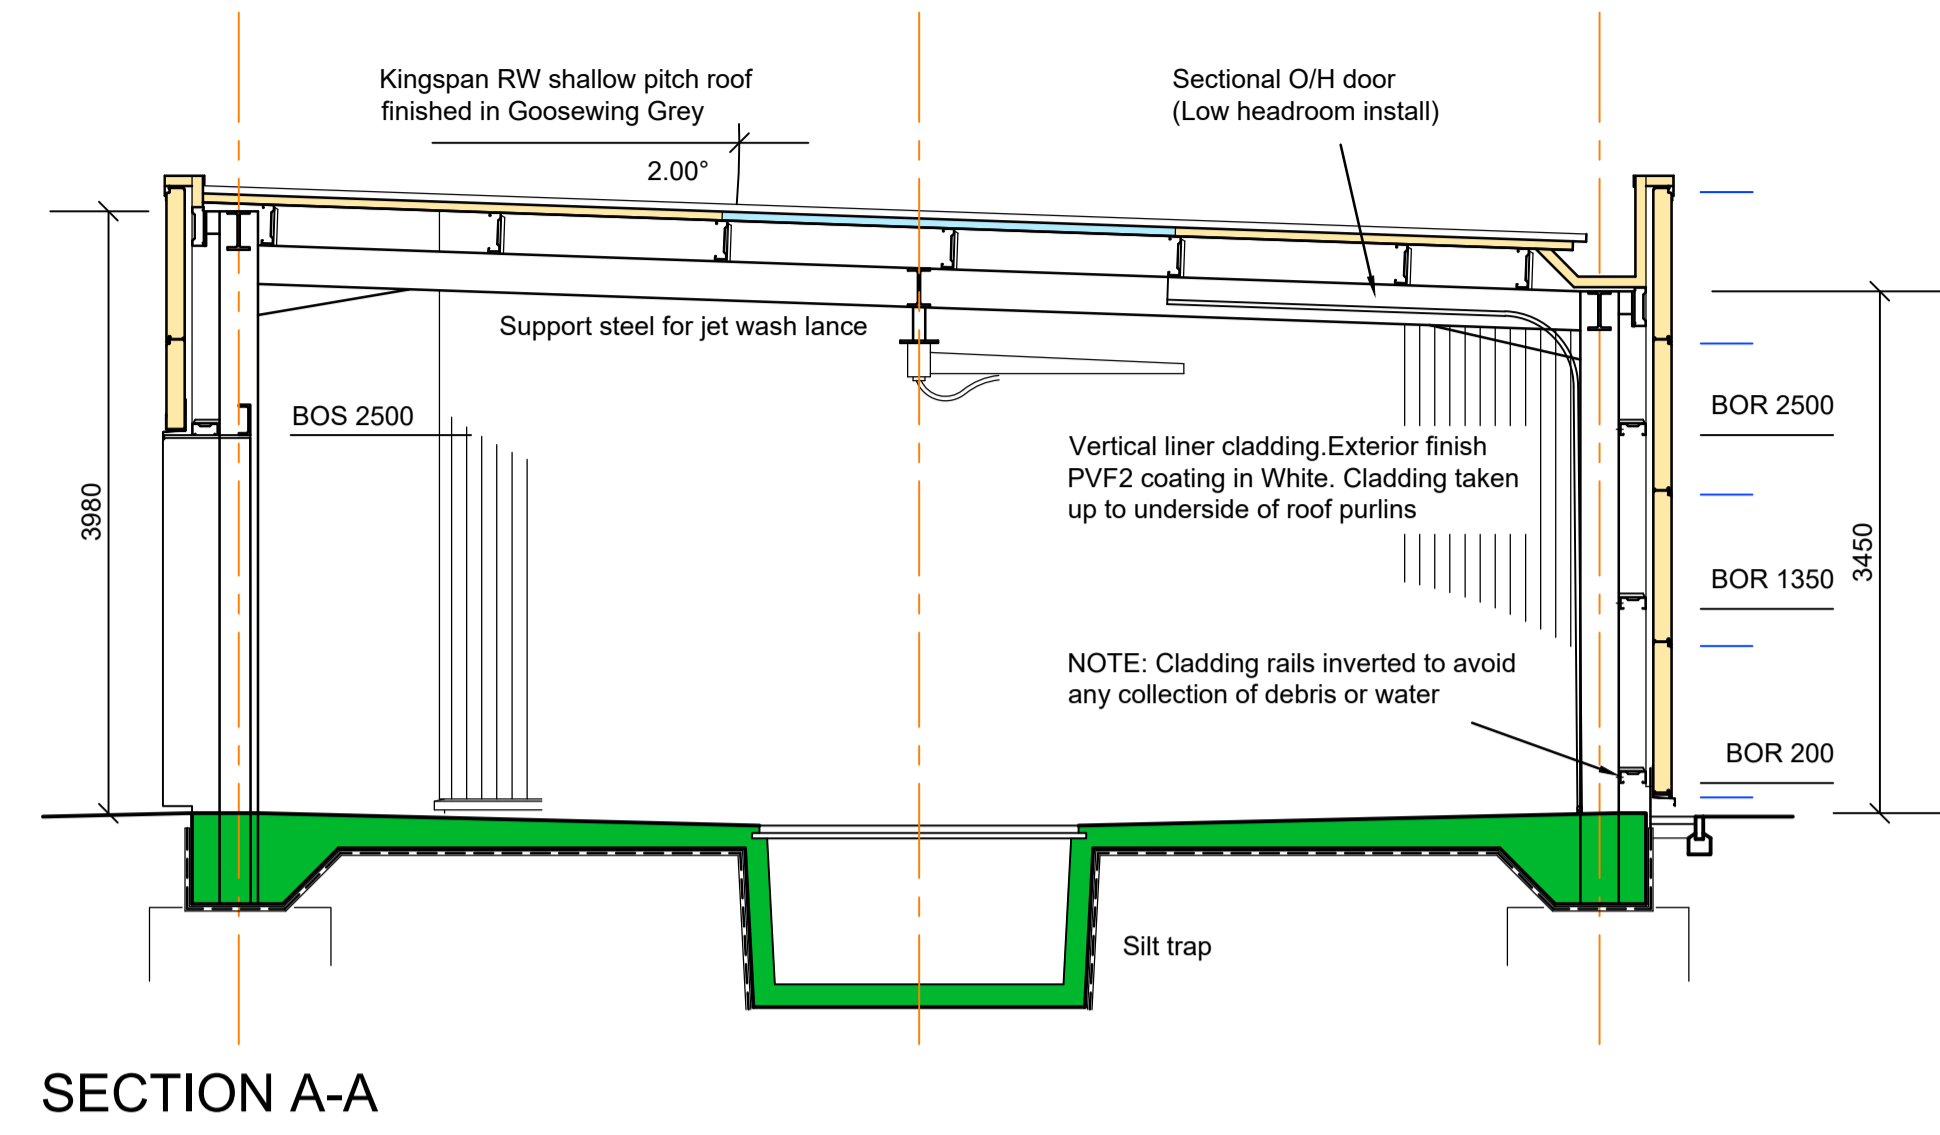 Kingspan RW shallow pitch roof
finished in Goosewing Grey
2.00°
Sectional O/H door
(Low headroom install)
Support steel for jet wash lance
BOS 2500
3980
Vertical liner cladding.Exterior finish
PVF2 coating in White. Cladding taken
up to underside of roof purlins
NOTE: Cladding rails inverted to avoid
any collection of debris or water
BOR 2500
BOR 1350
BOR 200
3450
Silt trap
SECTION A-A